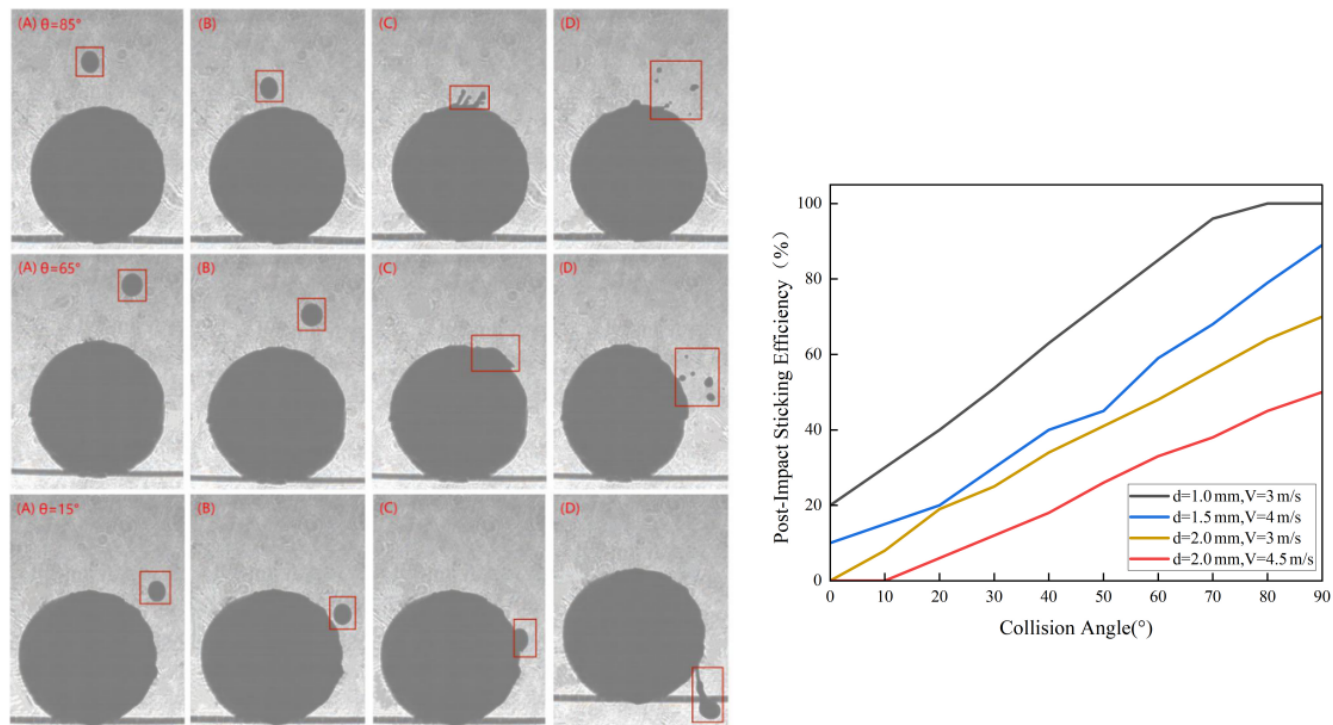 (A) θ=85°
(B)
(C)
(D)
(A) θ=65°
(B)
(C)
(D)
(A) θ=15°
(B)
(C)
(D)
Post-Impact Sticking Efficiency（%）
100
80
60
40
20
0
0 10 20 30 40 50 60 70 80 90
Collision Angle(°)
d=1.0 mm,V=3 m/s
d=1.5 mm,V=4 m/s
d=2.0 mm,V=3 m/s
d=2.0 mm,V=4.5 m/s